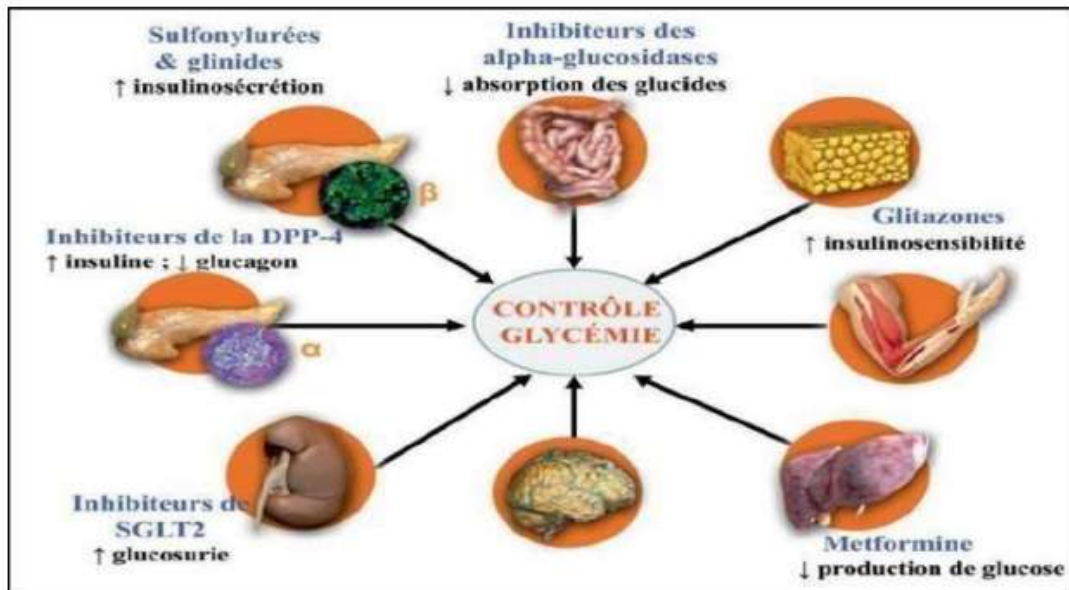 Sulfonylurées
& glinides
↑ insulinosécrétion
Inhibiteurs des
alpha-glucosidases
↓ absorption des glucides
β
Glitazones
↑ insulinosensibilité
Inhibiteurs de la DPP-4
↑ insuline ; ↓ glucagon
α
CONTRÔLE
GLYCÉMIE
Inhibiteurs de
SGLT2
↑ glucosurie
Metformine
↓ production de glucose